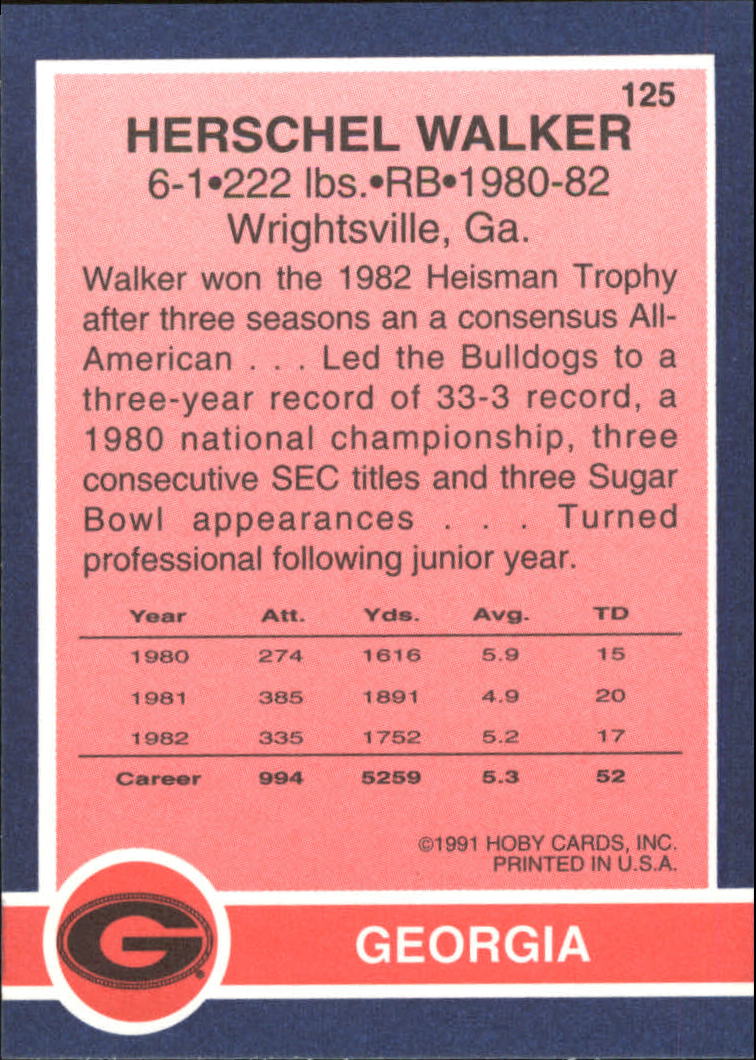 125
HERSCHEL WALKER
6-1•222 lbs.•RB•1980-82
Wrightsville, Ga.
Walker won the 1982 Heisman Trophy
after three seasons an a consensus All-
American . . . Led the Bulldogs to a
three-year record of 33-3 record, a
1980 national championship, three
consecutive SEC titles and three Sugar
Bowl appearances . . . Turned
professional following junior year.
Year Att. Yds. Avg. TD
1980 274 1616 5.9 15
1981 385 1891 4.9 20
1982 335 1752 5.2 17
Career 994 5259 5.3 52
©1991 HOBY CARDS, INC.
PRINTED IN U.S.A.
G ®
GEORGIA